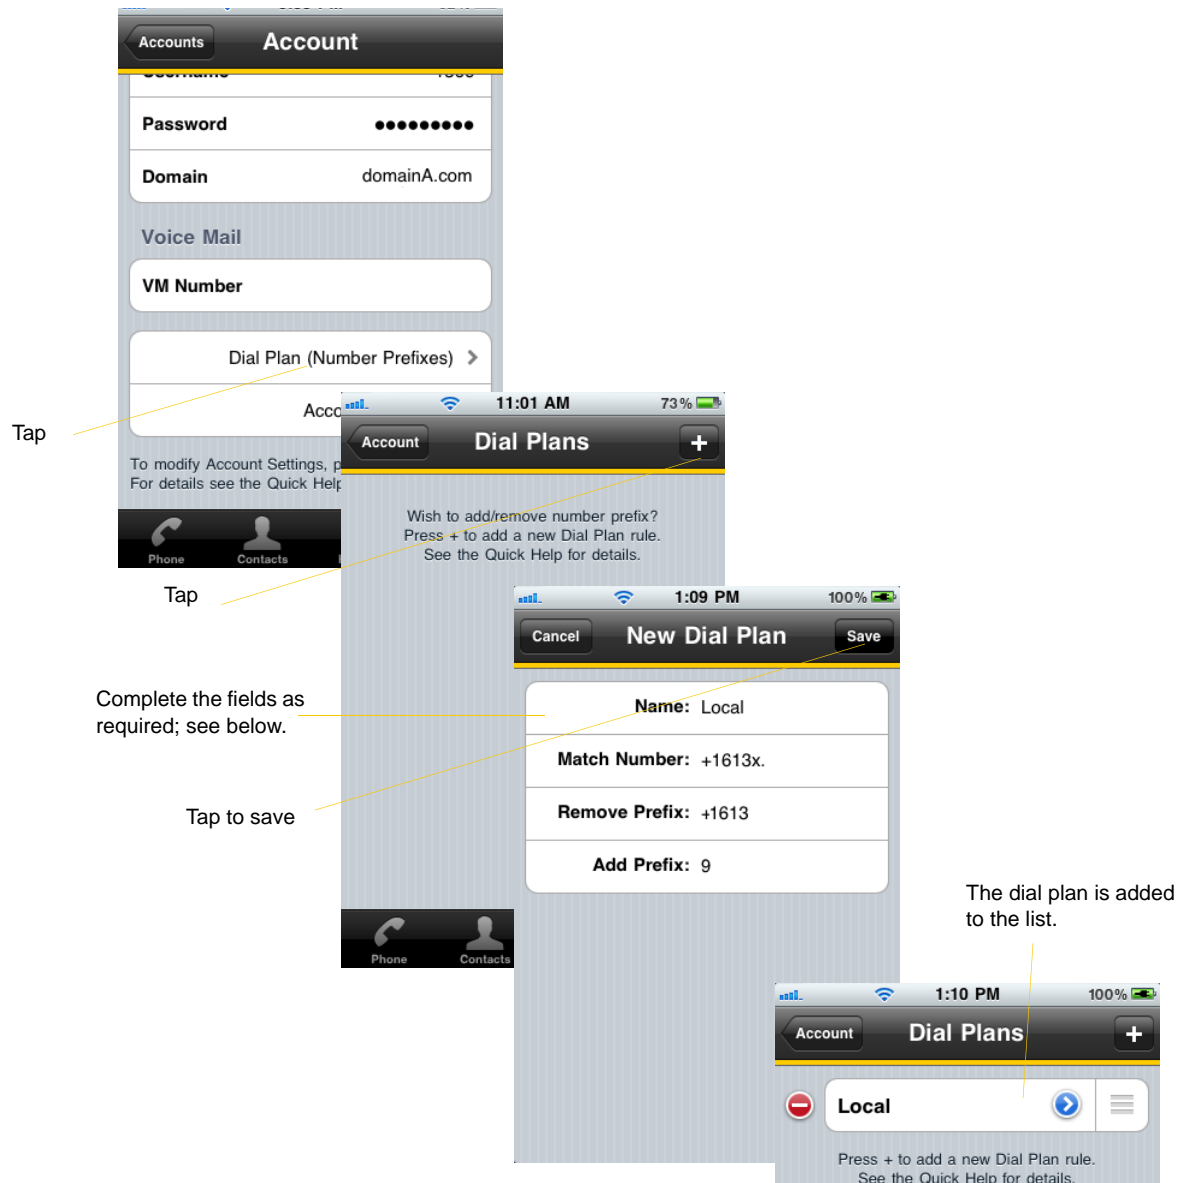 Accounts
Account
Username
Password
●●●●●●●●●
Domain
domainA.com
Voice Mail
VM Number
Dial Plan (Number Prefixes)
Acco
To modify Account Settings, p
For details see the Quick Help
Phone
Contacts
Tap
11:01 AM
73%
Account
Dial Plans
+
Wish to add/remove number prefix?
Press + to add a new Dial Plan rule.
See the Quick Help for details.
Phone
Contacts
Tap
1:09 PM
100%
Cancel
New Dial Plan
Save
Name: Local
Match Number: +1613x.
Remove Prefix: +1613
Add Prefix: 9
Complete the fields as
required; see below.
Tap to save
The dial plan is added
to the list.
1:10 PM
100%
Account
Dial Plans
+
Local
Press + to add a new Dial Plan rule.
See the Quick Help for details.